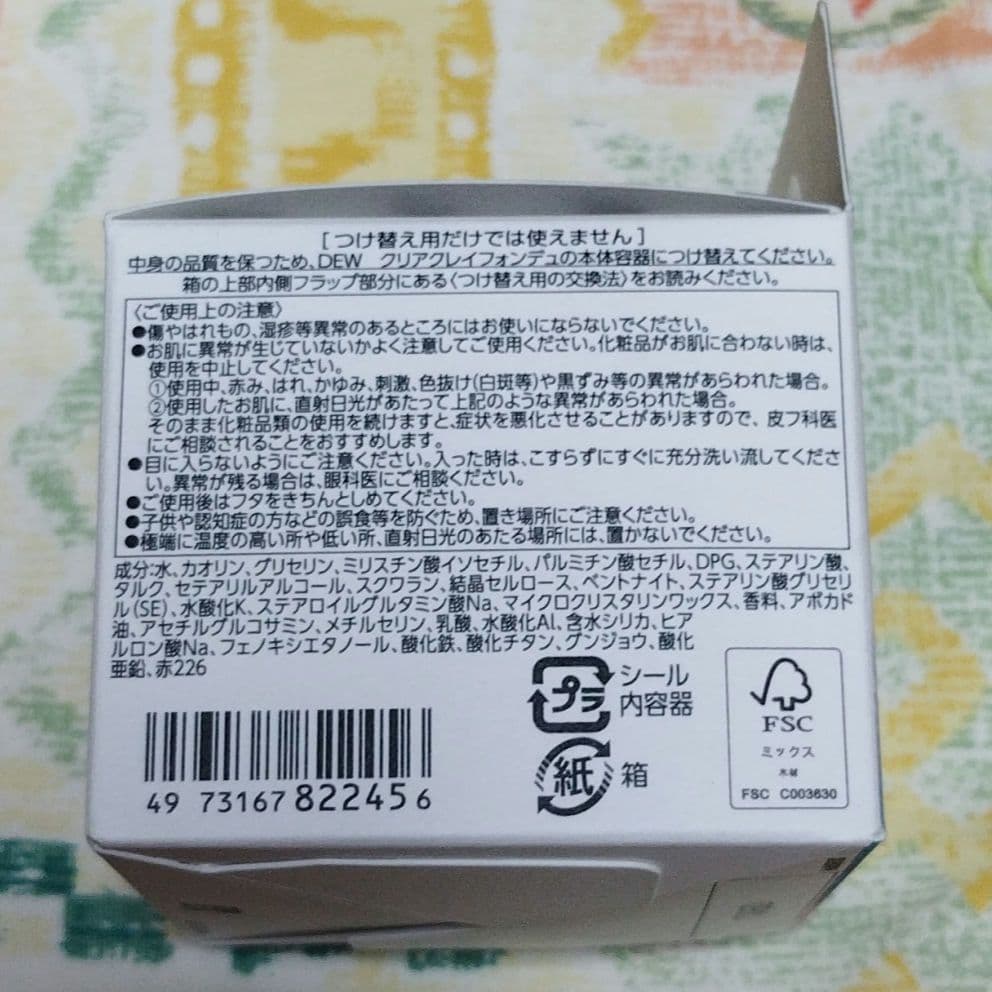 [つけ替え用だけでは使えません]
中身の品質を保つため、DEW クリアクレイフォンデュの本体容器につけ替えてください。
箱の上部内側フラップ部分にある〈つけ替え用の交換法〉をお読みください。
〈ご使用上の注意〉
●傷やはれもの、湿疹等異常のあるところにはお使いにならないでください。
●お肌に異常が生じていないかよく注意してご使用ください。化粧品がお肌に合わない時は、
使用を中止してください。
①使用中、赤み、はれ、かゆみ、刺激、色抜け(白斑等)や黒ずみ等の異常があらわれた場合。
②使用したお肌に、直射日光があたって上記のような異常があらわれた場合。
そのまま化粧品類の使用を続けますと、症状を悪化させることがありますので、皮フ科医
にご相談されることをおすすめします。
●目に入らないようにご注意ください。入った時は、こすらずにすぐに充分洗い流してくださ
い。異常が残る場合は、眼科医にご相談ください。
●ご使用後はフタをきちんとしめてください。
●子供や認知症の方などの誤食等を防ぐため、置き場所にご注意ください。
●極端に温度の高い所や低い所、直射日光のあたる場所には、置かないでください。
成分:水、カオリン、グリセリン、ミリスチン酸イソセチル、パルミチン酸セチル、DPG、ステアリン酸、
タルク、セテアリルアルコール、スクワラン、結晶セルロース、ベントナイト、ステアリン酸グリセリ
ル(SE)、水酸化K、ステアロイルグルタミン酸Na、マイクロクリスタリンワックス、香料、アボカド
油、アセチルグルコサミン、メチルセリン、乳酸、水酸化Al、含水シリカ、ヒア
ルロン酸Na、フェノキシエタノール、酸化鉄、酸化チタン、グンジョウ、酸化
亜鉛、赤226
プラ シール
内容器
紙 箱
FSC
ミックス
木材
FSC C003630
49 73167 822456